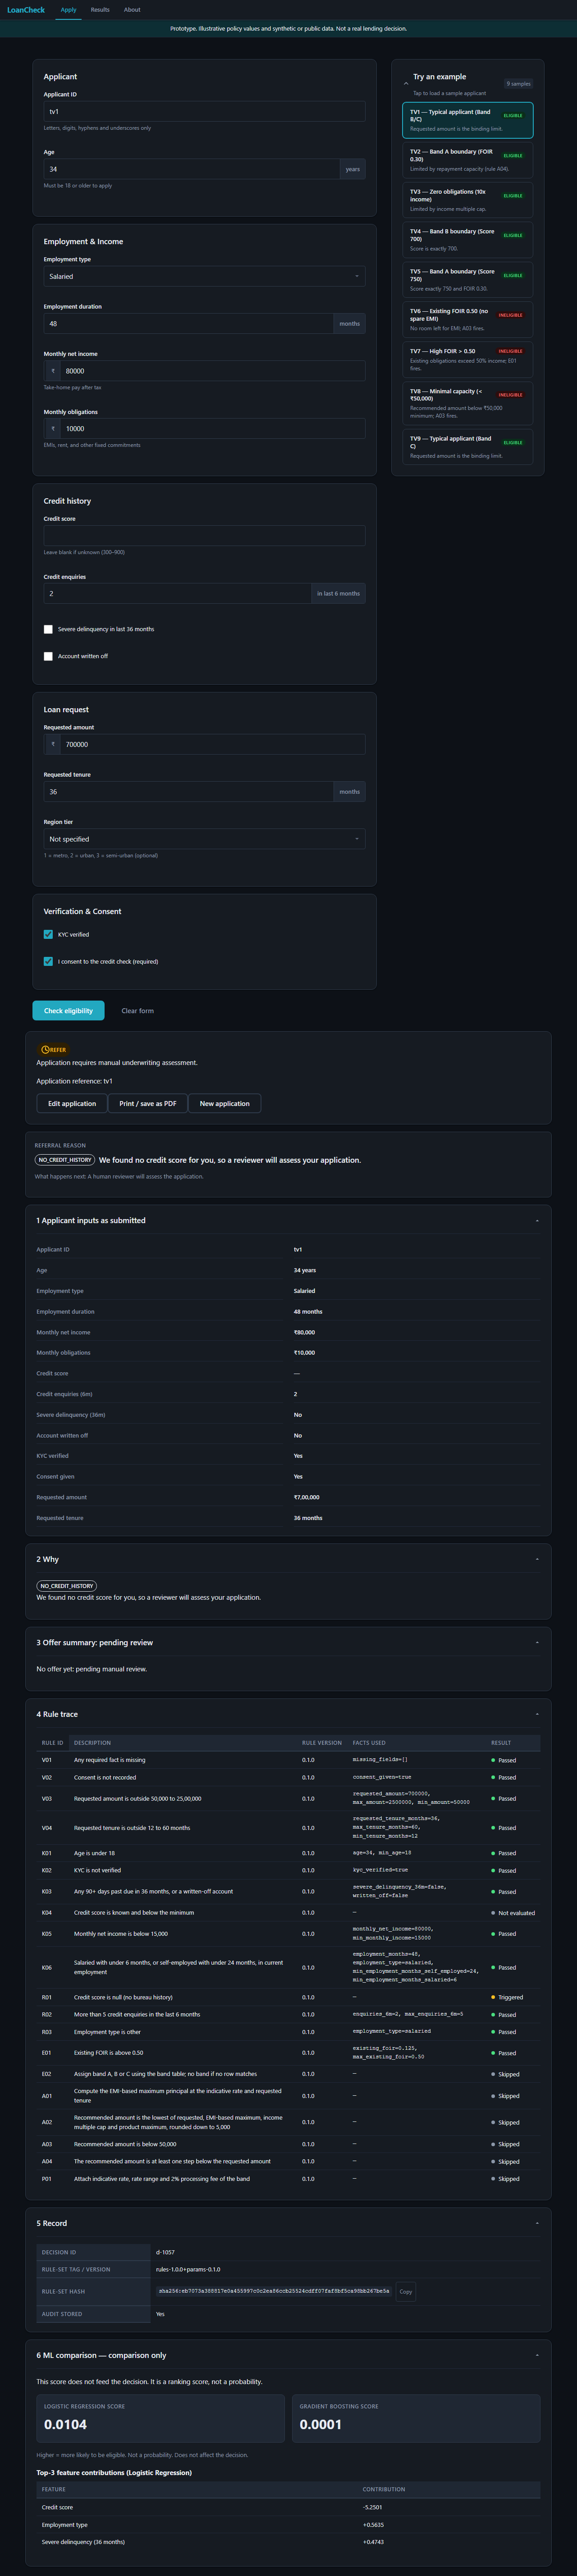 LoanCheck Apply Results About
Prototype. Illustrative policy values and synthetic or public data. Not a real lending decision.
Applicant
Applicant ID
tv1
Letters, digits, hyphens and underscores only
Age
34 years
Must be 18 or older to apply
Employment & Income
Employment type
Salaried
Employment duration
48 months
Monthly net income
₹ 80000
Take-home pay after tax
Monthly obligations
₹ 10000
EMIs, rent, and other fixed commitments
Credit history
Credit score
Leave blank if unknown (300–900)
Credit enquiries
2 in last 6 months
Severe delinquency in last 36 months
Account written off
Loan request
Requested amount
₹ 700000
Requested tenure
36 months
Region tier
Not specified
1 = metro, 2 = urban, 3 = semi-urban (optional)
Verification & Consent
KYC verified
I consent to the credit check (required)
Check eligibility Clear form
Try an example
9 samples
Tap to load a sample applicant
TV1 — Typical applicant (Band
B/C)
ELIGIBLE
Requested amount is the binding limit.
TV2 — Band A boundary (FOIR
0.30)
ELIGIBLE
Limited by repayment capacity (rule A04).
TV3 — Zero obligations (10x
income)
ELIGIBLE
Limited by income multiple cap.
TV4 — Band B boundary (Score
700)
ELIGIBLE
Score is exactly 700.
TV5 — Band A boundary (Score
750)
ELIGIBLE
Score exactly 750 and FOIR 0.30.
TV6 — Existing FOIR 0.50 (no
spare EMI)
INELIGIBLE
No room left for EMI; A03 fires.
TV7 — High FOIR > 0.50
INELIGIBLE
Existing obligations exceed 50% income; E01
fires.
TV8 — Minimal capacity (<
₹50,000)
INELIGIBLE
Recommended amount below ₹50,000
minimum; A03 fires.
TV9 — Typical applicant (Band
C)
ELIGIBLE
Requested amount is the binding limit.
REFER
Application requires manual underwriting assessment.
Application reference: tv1
Edit application Print / save as PDF New application
REFERRAL REASON
NO_CREDIT_HISTORY We found no credit score for you, so a reviewer will assess your application.
What happens next: A human reviewer will assess the application.
1 Applicant inputs as submitted
Applicant ID tv1
Age 34 years
Employment type Salaried
Employment duration 48 months
Monthly net income ₹80,000
Monthly obligations ₹10,000
Credit score —
Credit enquiries (6m) 2
Severe delinquency (36m) No
Account written off No
KYC verified Yes
Consent given Yes
Requested amount ₹7,00,000
Requested tenure 36 months
2 Why
NO_CREDIT_HISTORY
We found no credit score for you, so a reviewer will assess your application.
3 Offer summary: pending review
No offer yet: pending manual review.
4 Rule trace
RULE ID DESCRIPTION RULE VERSION FACTS USED RESULT
V01 Any required fact is missing 0.1.0 missing_fields=[] Passed
V02 Consent is not recorded 0.1.0 consent_given=true Passed
V03 Requested amount is outside 50,000 to 25,00,000 0.1.0 requested_amount=700000,
max_amount=2500000, min_amount=50000 Passed
V04 Requested tenure is outside 12 to 60 months 0.1.0 requested_tenure_months=36,
max_tenure_months=60,
min_tenure_months=12 Passed
K01 Age is under 18 0.1.0 age=34, min_age=18 Passed
K02 KYC is not verified 0.1.0 kyc_verified=true Passed
K03 Any 90+ days past due in 36 months, or a written-off account 0.1.0 severe_delinquency_36m=false,
written_off=false Passed
K04 Credit score is known and below the minimum 0.1.0 — Not evaluated
K05 Monthly net income is below 15,000 0.1.0 monthly_net_income=80000,
min_monthly_income=15000 Passed
K06 Salaried with under 6 months, or self-employed with under 24 months, in current
employment 0.1.0 employment_months=48,
employment_type=salaried,
min_employment_months_self_employed=24,
min_employment_months_salaried=6 Passed
R01 Credit score is null (no bureau history) 0.1.0 — Triggered
R02 More than 5 credit enquiries in the last 6 months 0.1.0 enquiries_6m=2, max_enquiries_6m=5 Passed
R03 Employment type is other 0.1.0 employment_type=salaried Passed
E01 Existing FOIR is above 0.50 0.1.0 existing_foir=0.125,
max_existing_foir=0.50 Passed
E02 Assign band A, B or C using the band table; no band if no row matches 0.1.0 — Skipped
A01 Compute the EMI-based maximum principal at the indicative rate and requested
tenure 0.1.0 — Skipped
A02 Recommended amount is the lowest of requested, EMI-based maximum, income
multiple cap and product maximum, rounded down to 5,000 0.1.0 — Skipped
A03 Recommended amount is below 50,000 0.1.0 — Skipped
A04 The recommended amount is at least one step below the requested amount 0.1.0 — Skipped
P01 Attach indicative rate, rate range and 2% processing fee of the band 0.1.0 — Skipped
5 Record
DECISION ID d-1057
RULE-SET TAG / VERSION rules-1.0.0+params-0.1.0
RULE-SET HASH Copy
AUDIT STORED Yes
6 ML comparison — comparison only
This score does not feed the decision. It is a ranking score, not a probability.
LOGISTIC REGRESSION SCORE
0.0104
GRADIENT BOOSTING SCORE
0.0001
Higher = more likely to be eligible. Not a probability. Does not affect the decision.
Top-3 feature contributions (Logistic Regression)
FEATURE CONTRIBUTION
Credit score -5.2501
Employment type +0.5635
Severe delinquency (36 months) +0.4743